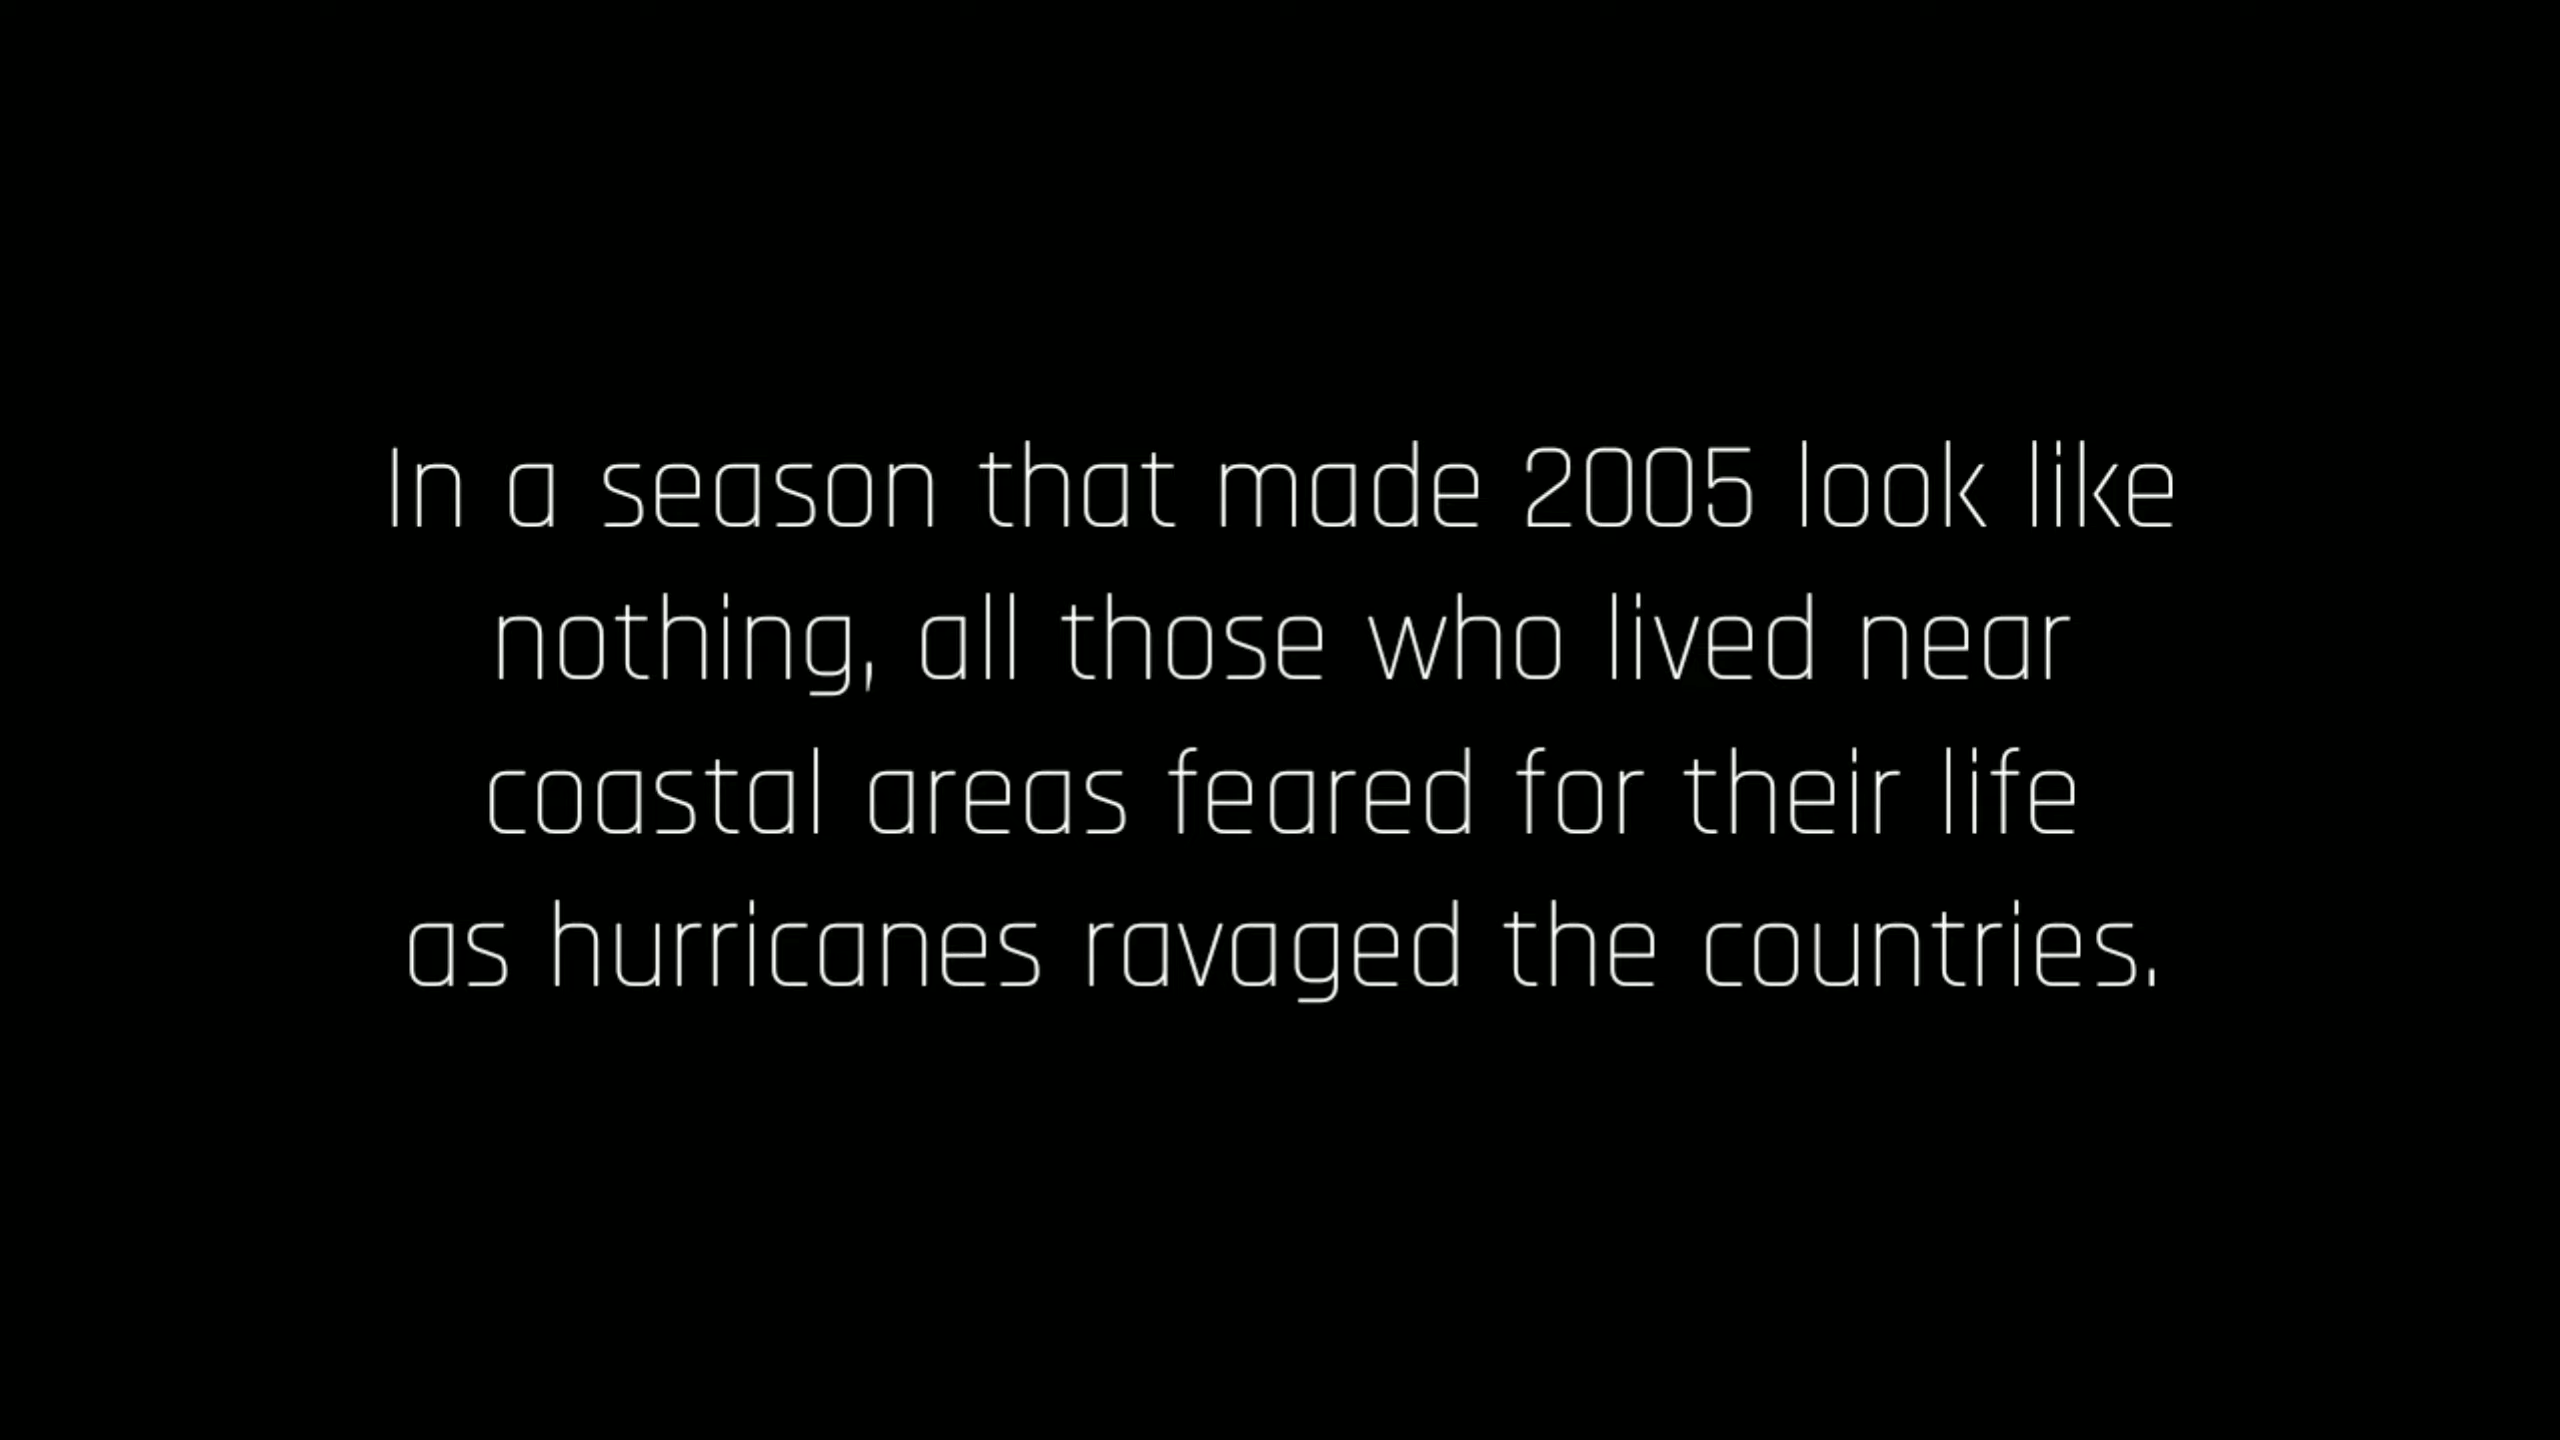 In a season that made 2005 look like
nothing, all those who lived near
coastal areas feared for their life
as hurricanes ravaged the countries.